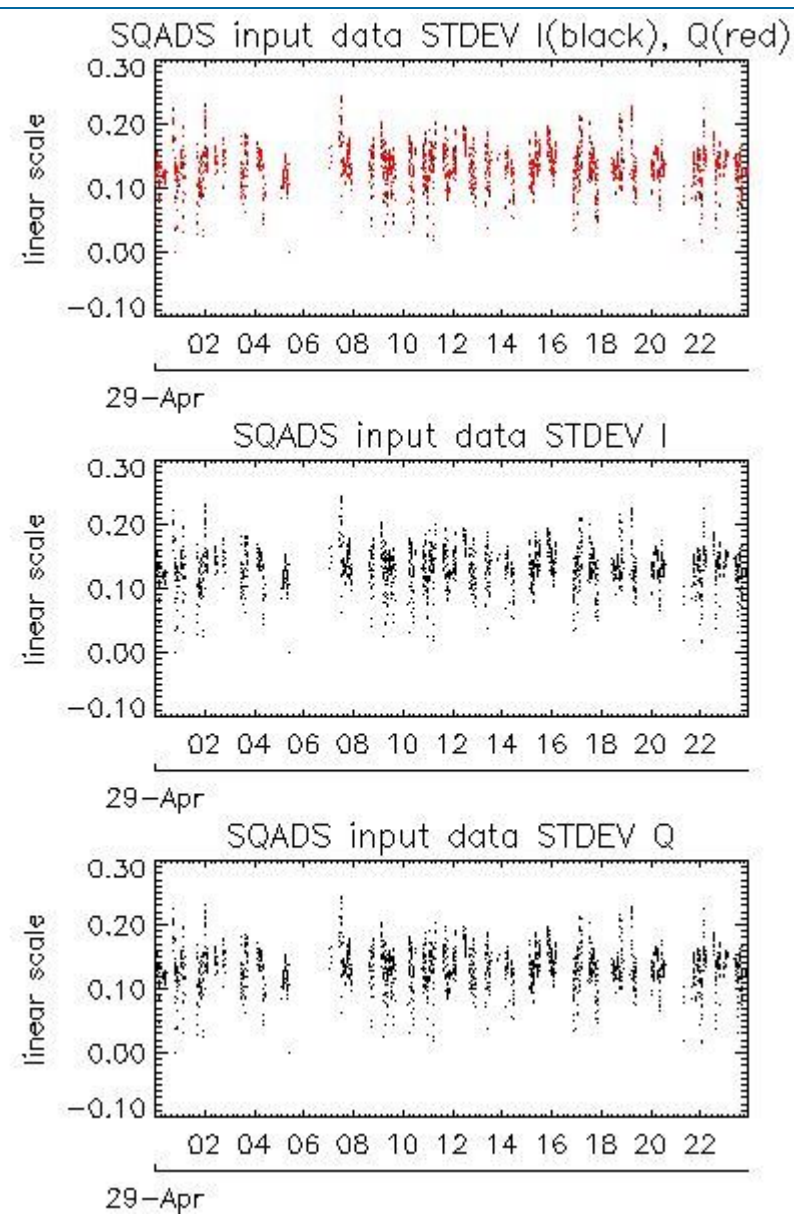 SQADS input data STDEV I(black), Q(red)
0.30
0.20
0.10
0.00
-0.10
linear scale
02 04 06 08 10 12 14 16 18 20 22
29-Apr
SQADS input data STDEV I
0.30
0.20
0.10
0.00
-0.10
linear scale
02 04 06 08 10 12 14 16 18 20 22
29-Apr
SQADS input data STDEV Q
0.30
0.20
0.10
0.00
-0.10
linear scale
02 04 06 08 10 12 14 16 18 20 22
29-Apr